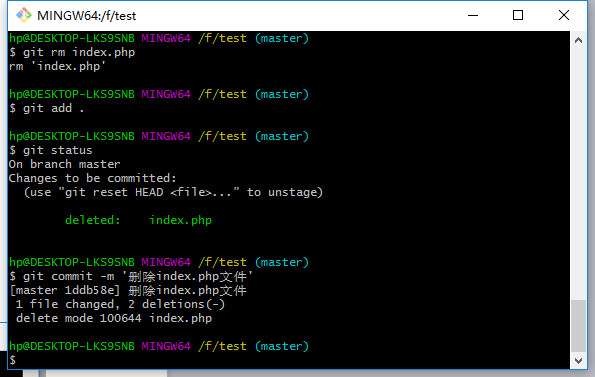 MINGW64:/f/test
hp@DESKTOP-LKS9SNB MINGW64 /f/test (master)
$ git rm index.php
rm 'index.php'
hp@DESKTOP-LKS9SNB MINGW64 /f/test (master)
$ git add .
hp@DESKTOP-LKS9SNB MINGW64 /f/test (master)
$ git status
On branch master
Changes to be committed:
(use "git reset HEAD <file>..." to unstage)
deleted: index.php
hp@DESKTOP-LKS9SNB MINGW64 /f/test (master)
$ git commit -m '删除index.php文件'
[master 1ddb58e] 删除index.php文件
1 file changed, 2 deletions(-)
delete mode 100644 index.php
hp@DESKTOP-LKS9SNB MINGW64 /f/test (master)
$